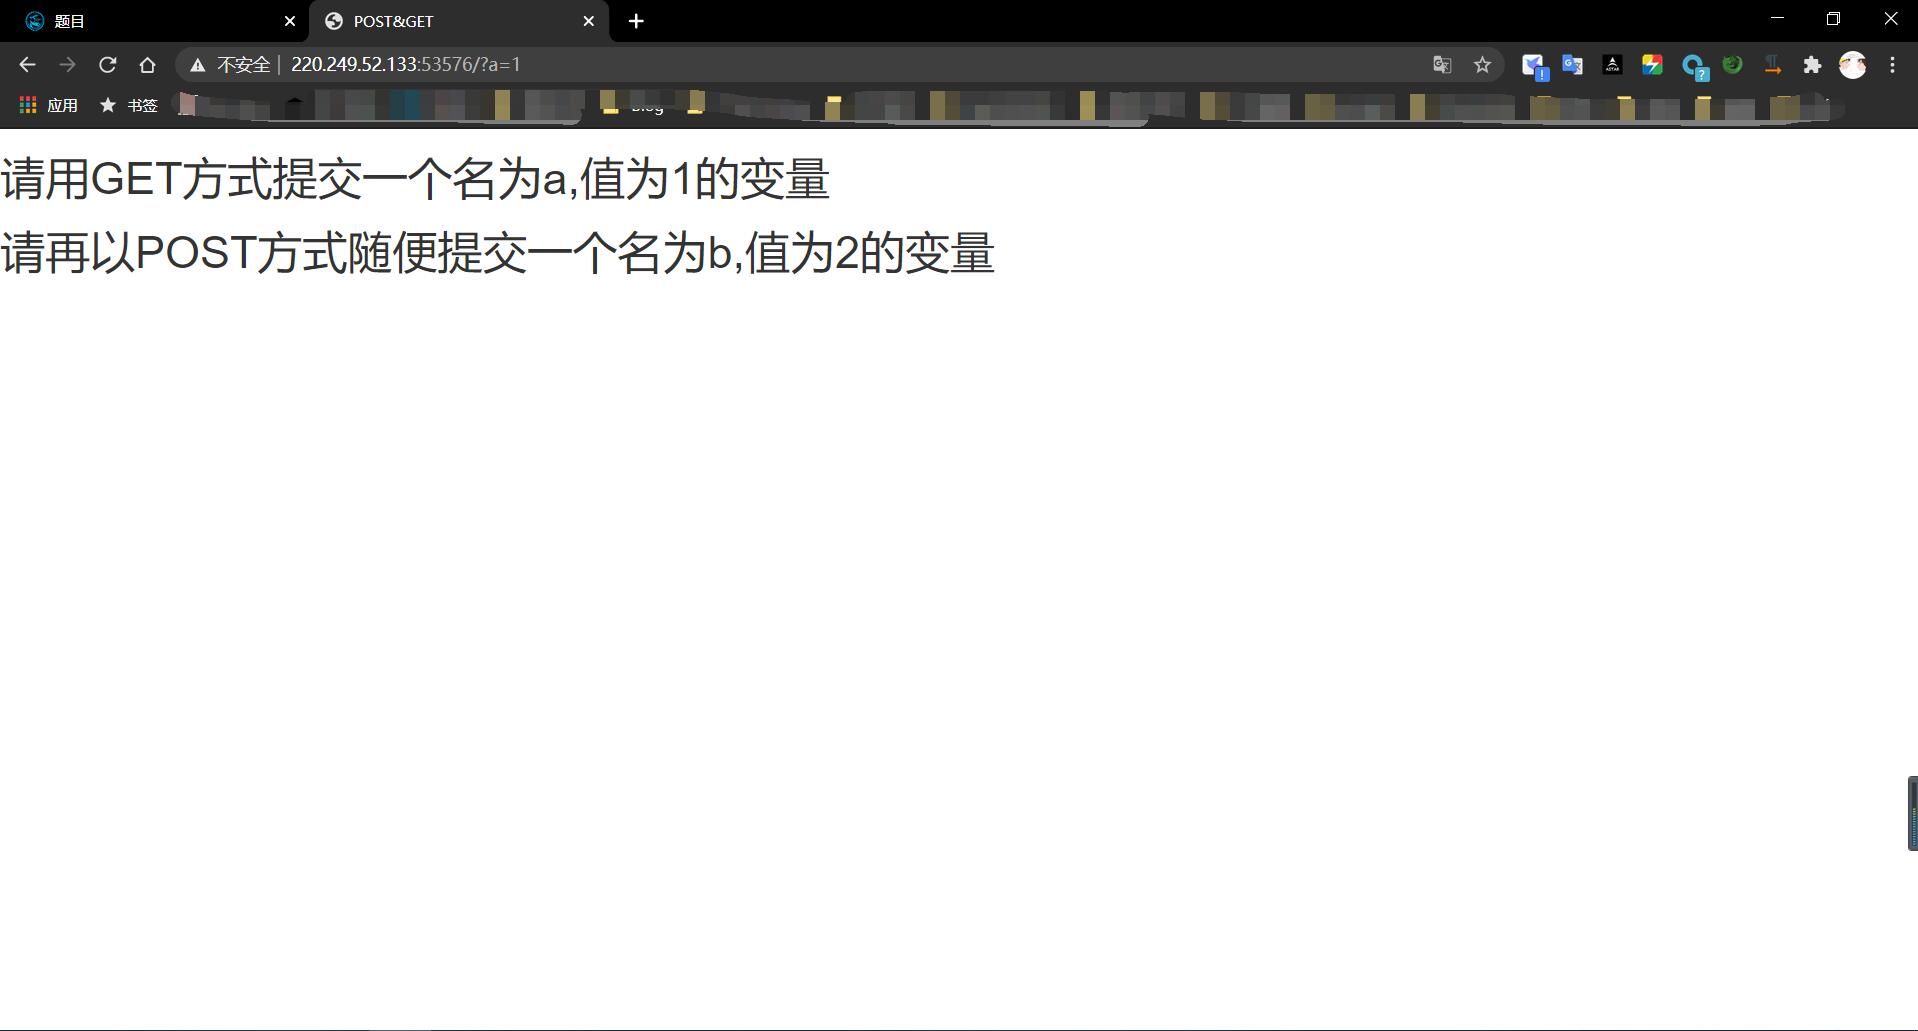 题目
POST&GET
不安全 | 220.249.52.133:53576/?a=1
应用
书签
请用GET方式提交一个名为a,值为1的变量
请再以POST方式随便提交一个名为b,值为2的变量